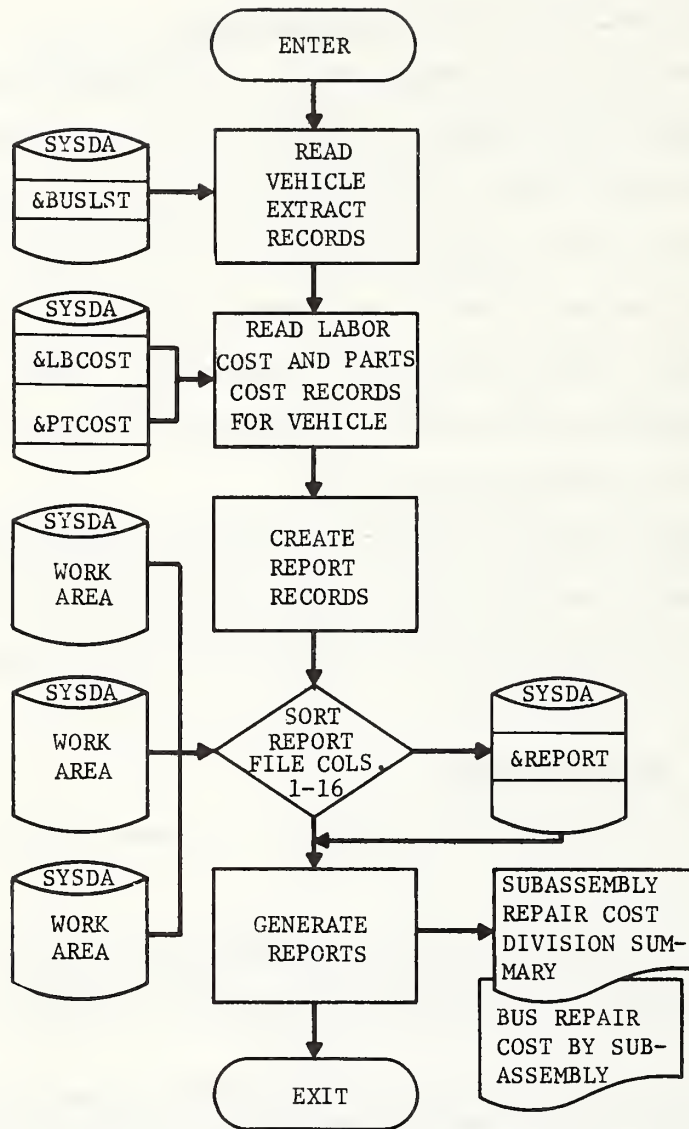 ENTER
SYSDA
&BUSLST
READ
VEHICLE
EXTRACT
RECORDS
SYSDA
&LBCOST
&PTCOST
READ LABOR
COST AND PARTS
COST RECORDS
FOR VEHICLE
SYSDA
WORK
AREA
CREATE
REPORT
RECORDS
SYSDA
WORK
AREA
SORT
REPORT
FILE COLS.
1-16
SYSDA
&REPORT
SYSDA
WORK
AREA
GENERATE
REPORTS
SUBASSEMBLY
REPAIR COST
DIVISION SUM-
MARY
BUS REPAIR
COST BY SUB-
ASSEMBLY
EXIT